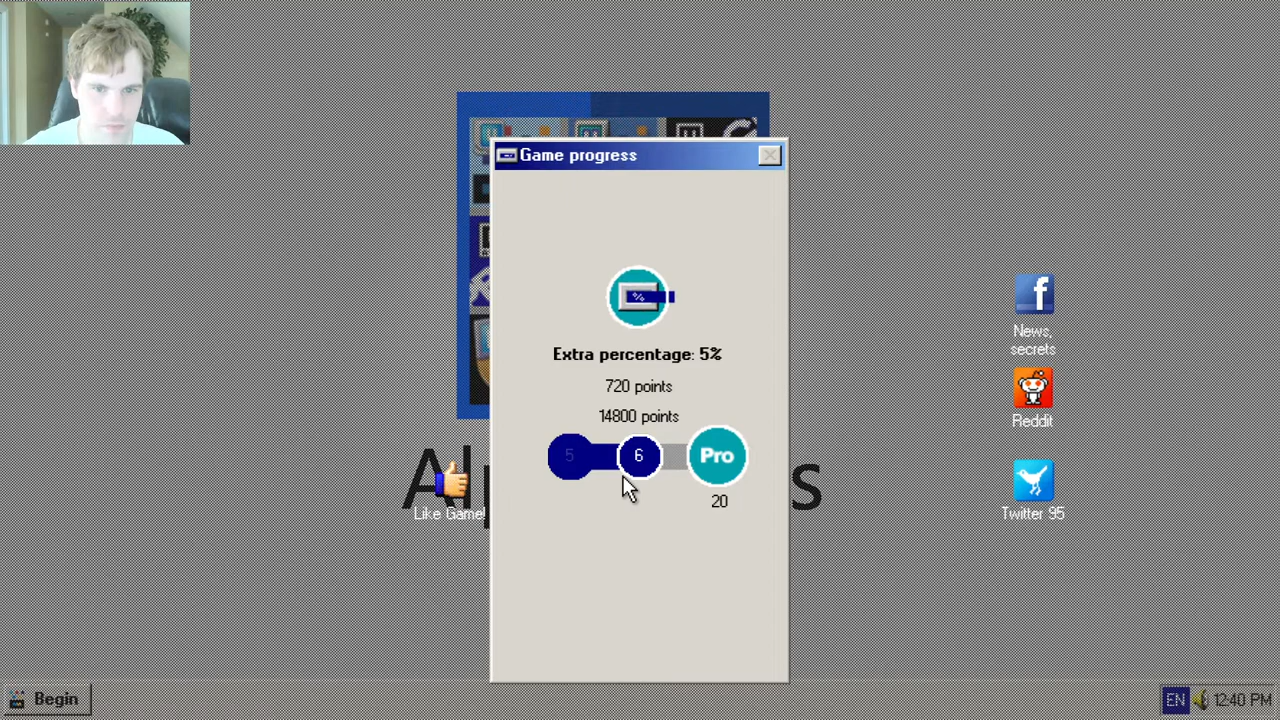 Game progress
%
Extra percentage: 5%
720 points
14800 points
5
6
Pro
20
Like Game!
News,
secrets
Reddit
Twitter 95
Begin
EN
12:40 PM